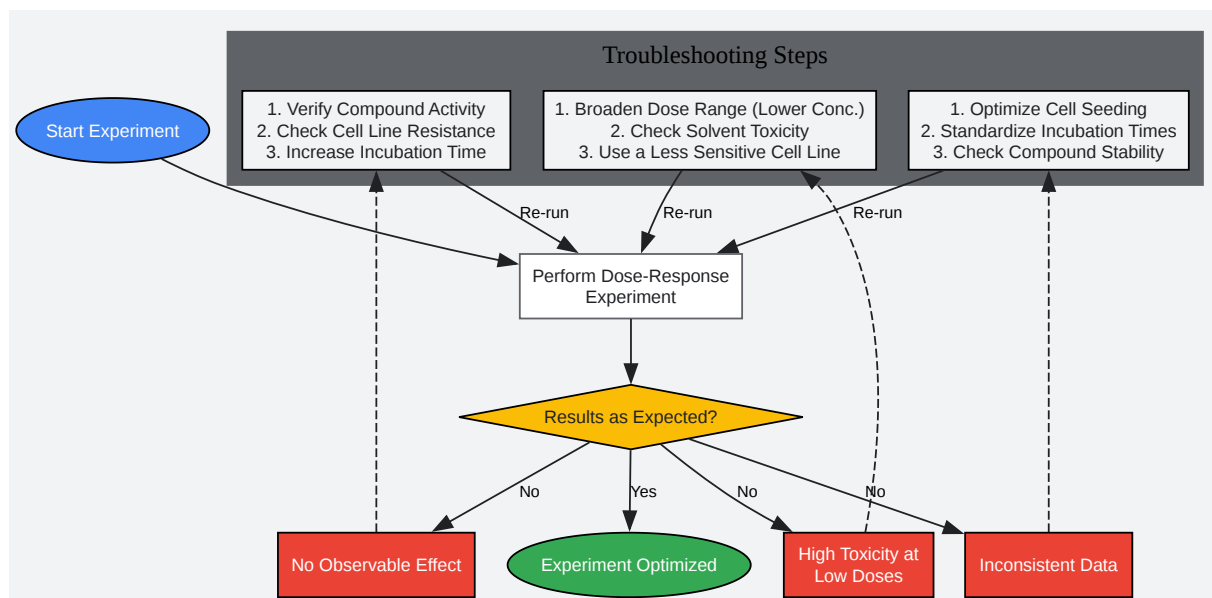 Troubleshooting Steps
Start Experiment
1. Verify Compound Activity
2. Check Cell Line Resistance
3. Increase Incubation Time
1. Broaden Dose Range (Lower Conc.)
2. Check Solvent Toxicity
3. Use a Less Sensitive Cell Line
1. Optimize Cell Seeding
2. Standardize Incubation Times
3. Check Compound Stability
Re-run
Re-run
Re-run
Perform Dose-Response
Experiment
Results as Expected?
No
Yes
No
No
No Observable Effect
Experiment Optimized
High Toxicity at
Low Doses
Inconsistent Data